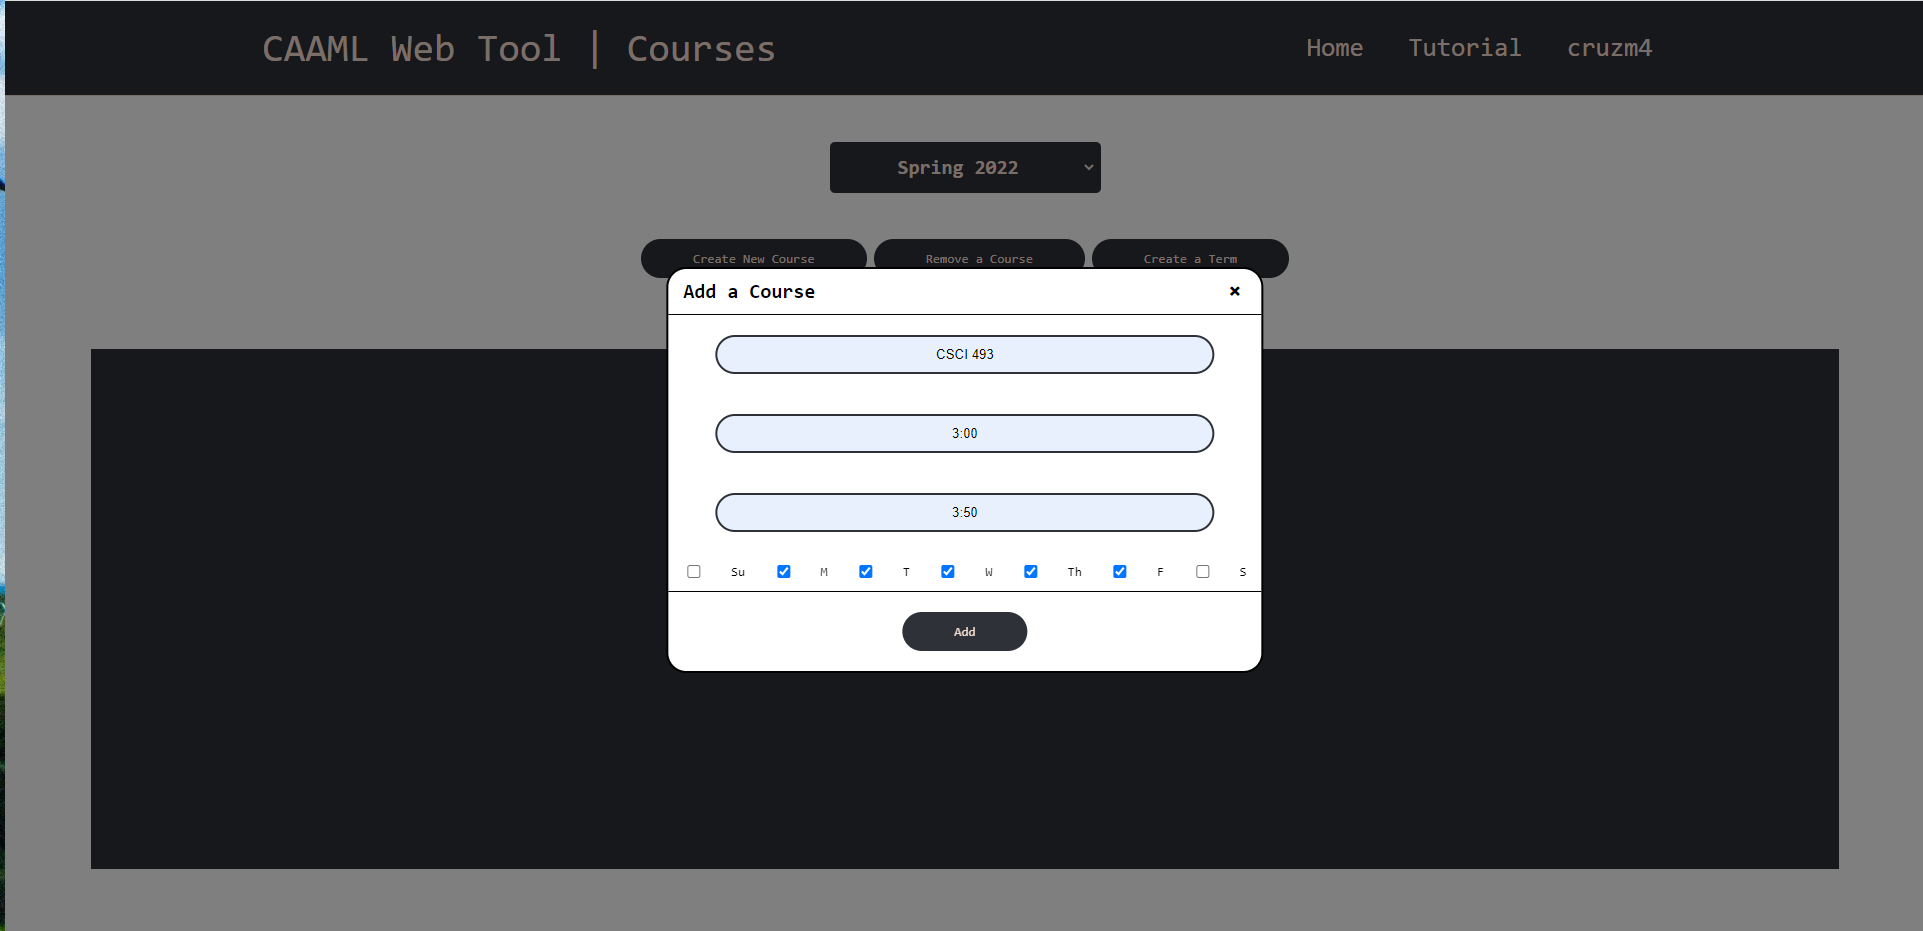 CAAML Web Tool | Courses
Home Tutorial cruzm4
Spring 2022
Create New Course Remove a Course Create a Term
Add a Course ×
CSCI 493
3:00
3:50
Su M T W Th F S
Add